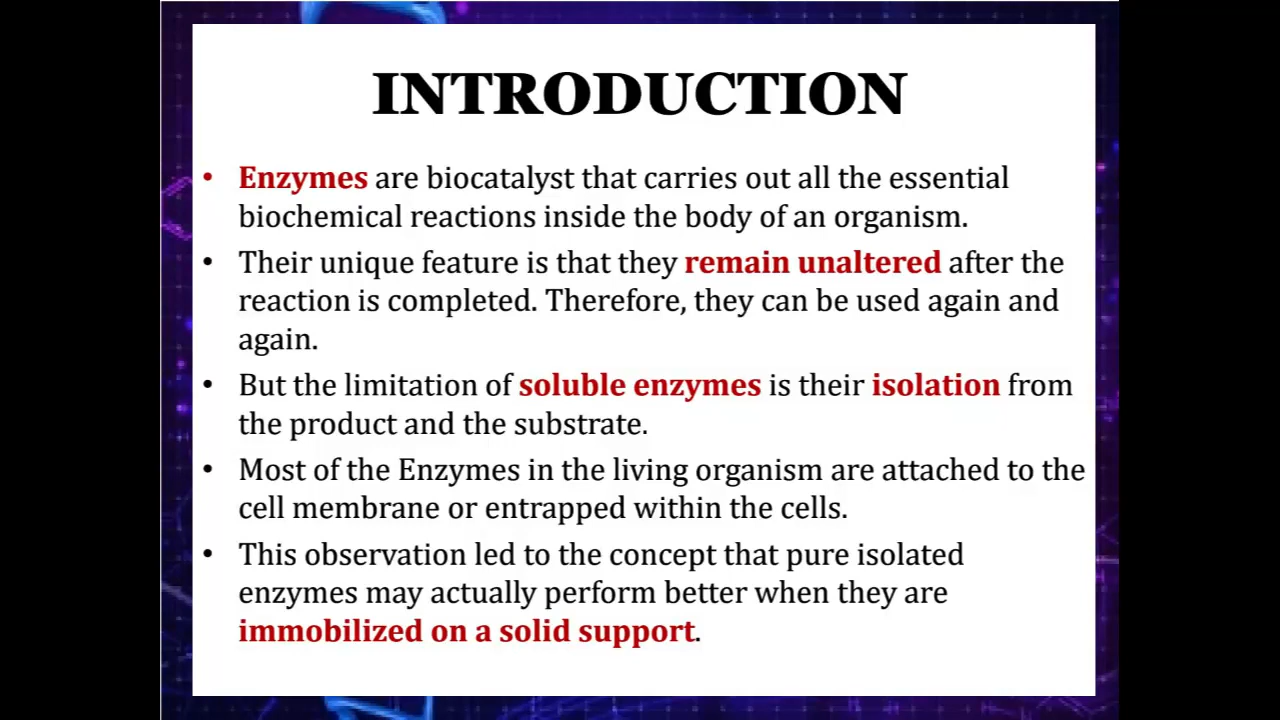 INTRODUCTION
• Enzymes are biocatalyst that carries out all the essential
biochemical reactions inside the body of an organism.
• Their unique feature is that they remain unaltered after the
reaction is completed. Therefore, they can be used again and
again.
• But the limitation of soluble enzymes is their isolation from
the product and the substrate.
• Most of the Enzymes in the living organism are attached to the
cell membrane or entrapped within the cells.
• This observation led to the concept that pure isolated
enzymes may actually perform better when they are
immobilized on a solid support.